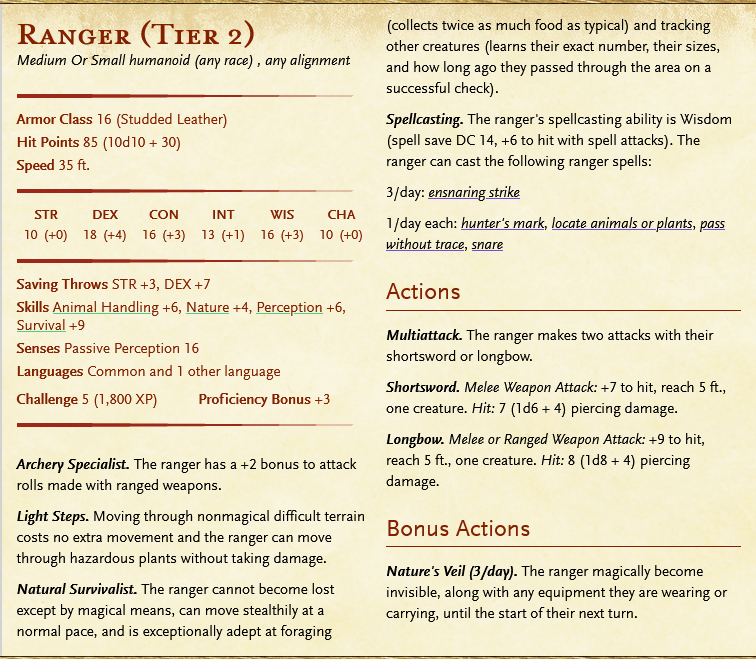 Ranger (Tier 2)
Medium Or Small humanoid (any race) , any alignment
Armor Class 16 (Studded Leather)
Hit Points 85 (10d10 + 30)
Speed 35 ft.
STR DEX CON INT WIS CHA
10 (+0) 18 (+4) 16 (+3) 13 (+1) 16 (+3) 10 (+0)
Saving Throws STR +3, DEX +7
Skills Animal Handling +6, Nature +4, Perception +6,
Survival +9
Senses Passive Perception 16
Languages Common and 1 other language
Challenge 5 (1,800 XP) Proficiency Bonus +3
Archery Specialist. The ranger has a +2 bonus to attack
rolls made with ranged weapons.
Light Steps. Moving through nonmagical difficult terrain
costs no extra movement and the ranger can move
through hazardous plants without taking damage.
Natural Survivalist. The ranger cannot become lost
except by magical means, can move stealthily at a
normal pace, and is exceptionally adept at foraging
(collects twice as much food as typical) and tracking
other creatures (learns their exact number, their sizes,
and how long ago they passed through the area on a
successful check).
Spellcasting. The ranger's spellcasting ability is Wisdom
(spell save DC 14, +6 to hit with spell attacks). The
ranger can cast the following ranger spells:
3/day: ensnaring strike
1/day each: hunter's mark, locate animals or plants, pass
without trace, snare
Actions
Multiattack. The ranger makes two attacks with their
shortsword or longbow.
Shortsword. Melee Weapon Attack: +7 to hit, reach 5 ft.,
one creature. Hit: 7 (1d6 + 4) piercing damage.
Longbow. Melee or Ranged Weapon Attack: +9 to hit,
reach 5 ft., one creature. Hit: 8 (1d8 + 4) piercing
damage.
Bonus Actions
Nature's Veil (3/day). The ranger magically become
invisible, along with any equipment they are wearing or
carrying, until the start of their next turn.